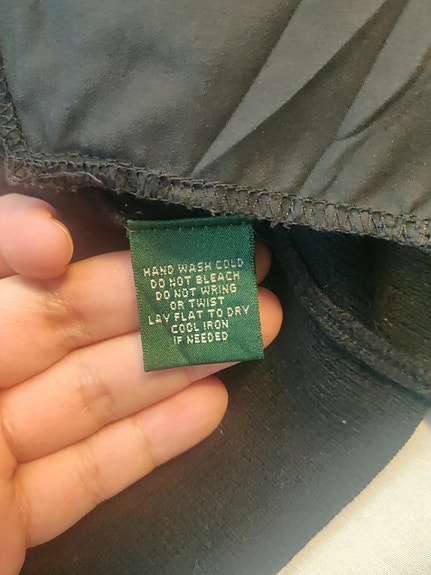 HAND WASH COLD
DO NOT BLEACH
DO NOT WRING
OR TWIST
LAY FLAT TO DRY
COOL IRON
IF NEEDED